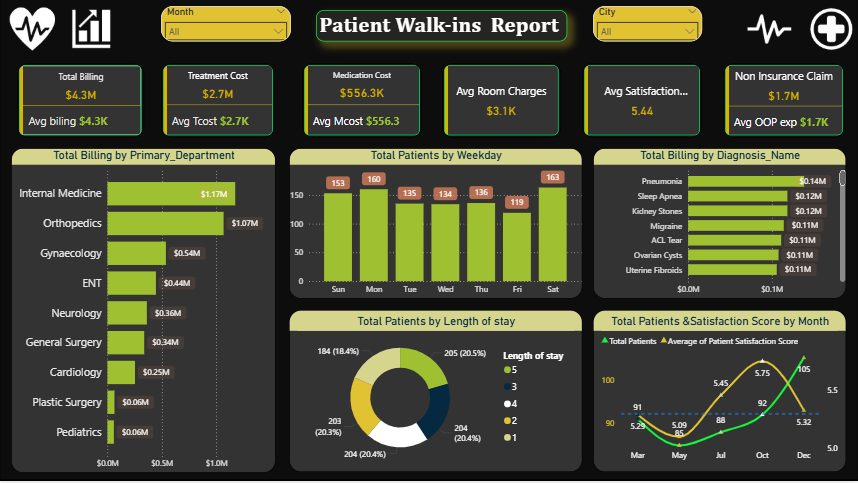 Month
All
Patient Walk-ins Report
City
All
Total Billing
$4.3M
Avg biling $4.3K
Treatment Cost
$2.7M
Avg Tcost $2.7K
Medication Cost
$556.3K
Avg Mcost $556.3
Avg Room Charges
$3.1K
Avg Satisfaction...
5.44
Non Insurance Claim
$1.7M
Avg OOP exp $1.7K
Total Billing by Primary_Department
Internal Medicine $1.17M
Orthopedics $1.07M
Gynaecology $0.54M
ENT $0.44M
Neurology $0.36M
General Surgery $0.34M
Cardiology $0.25M
Plastic Surgery $0.06M
Pediatrics $0.06M
$0.0M $0.5M $1.0M
Total Patients by Weekday
153 160 135 134 136 119 163
150
100
50
0
Sun Mon Tue Wed Thu Fri Sat
Total Billing by Diagnosis_Name
Pneumonia $0.14M
Sleep Apnea $0.12M
Kidney Stones $0.12M
Migraine $0.11M
ACL Tear $0.11M
Ovarian Cysts $0.11M
Uterine Fibroids $0.11M
$0.0M $0.1M
Total Patients by Length of stay
184 (18.4%)
205 (20.5%)
203
(20.3%)
204
(20.4%)
204 (20.4%)
Length of stay
5
3
4
2
1
Total Patients &Satisfaction Score by Month
Total Patients Average of Patient Satisfaction Score
100
90
91
5.29
5.09
85
5.45
88
5.75
92
105
5.32
5.5
5.0
Mar May Jul Oct Dec